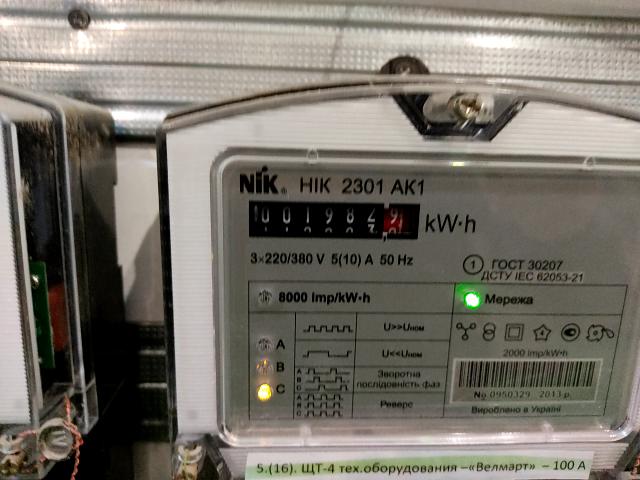 NiK® НІК 2301 АК1
0019829 kW·h
3×220/380 V 5(10) A 50 Hz
1 ГОСТ 30207
ДСТУ IEC 62053-21
8000 Imp/kW·h
Мережа
A U>>Uном
B U<<Uном
C Зворотна
послідовність фаз
A
B
C
Реверс
A
B
C
2000 imp/kW·h
№ 0950329 2013 р.
Вироблено в Україні
5.(16). ЩТ-4 тех.оборудования –«Велмарт» – 100 А